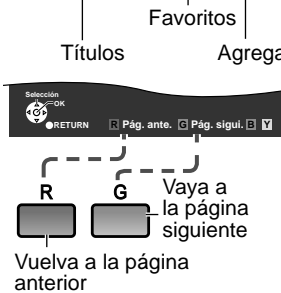 Favoritos
Títulos Agrega
Selección
OK
RETURN R Pág. ante. G Pág. sigui. B Y
R G
Vaya a
la página
siguiente
Vuelva a la página
anterior